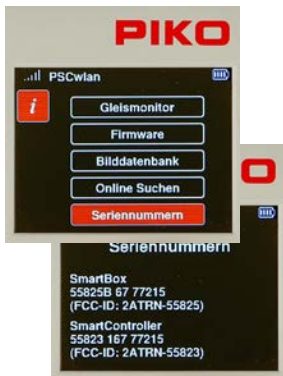 PIKO
PSCwlan
i
Gleismonitor
Firmware
Bilddatenbank
Online Suchen
Seriennummern
O
Seriennummern
SmartBox
55825B 67 77215
(FCC-ID: 2ATRN-55825)
SmartController
55823 167 77215
(FCC-ID: 2ATRN-55823)